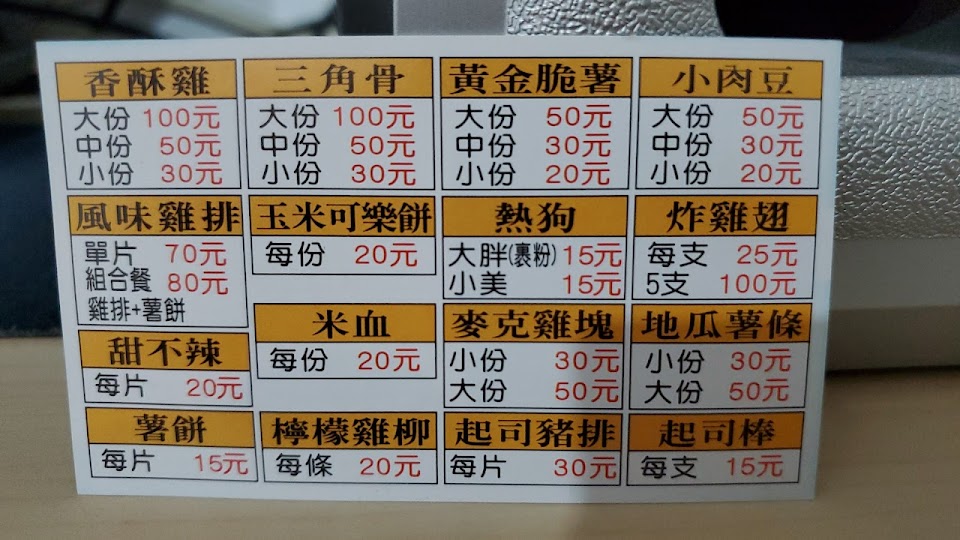 香酥雞
大份 100元
中份 50元
小份 30元
三角骨
大份 100元
中份 50元
小份 30元
黃金脆薯
大份 50元
中份 30元
小份 20元
小肉豆
大份 50元
中份 30元
小份 20元
風味雞排
單片 70元
組合餐 80元
雞排+薯餅
玉米可樂餅
每份 20元
熱狗
大胖(裹粉) 15元
小美 15元
炸雞翅
每支 25元
5支 100元
甜不辣
每片 20元
米血
每份 20元
麥克雞塊
小份 30元
大份 50元
地瓜薯條
小份 30元
大份 50元
薯餅
每片 15元
檸檬雞柳
每條 20元
起司豬排
每片 30元
起司棒
每支 15元